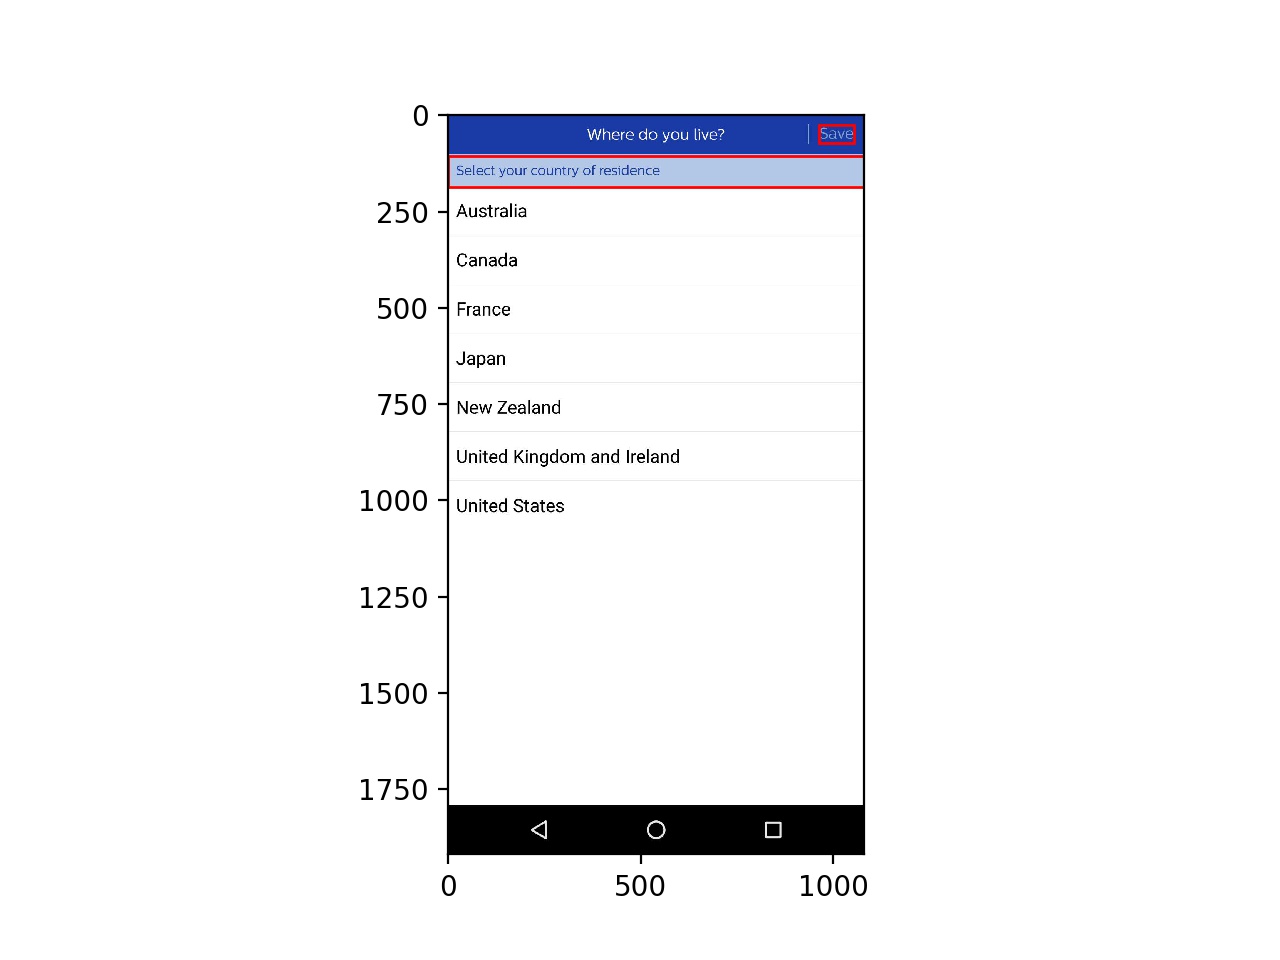 0
Where do you live?
Save
Select your country of residence
250
Australia
Canada
500
France
Japan
750
New Zealand
United Kingdom and Ireland
1000
United States
1250
1500
1750
0
500
1000